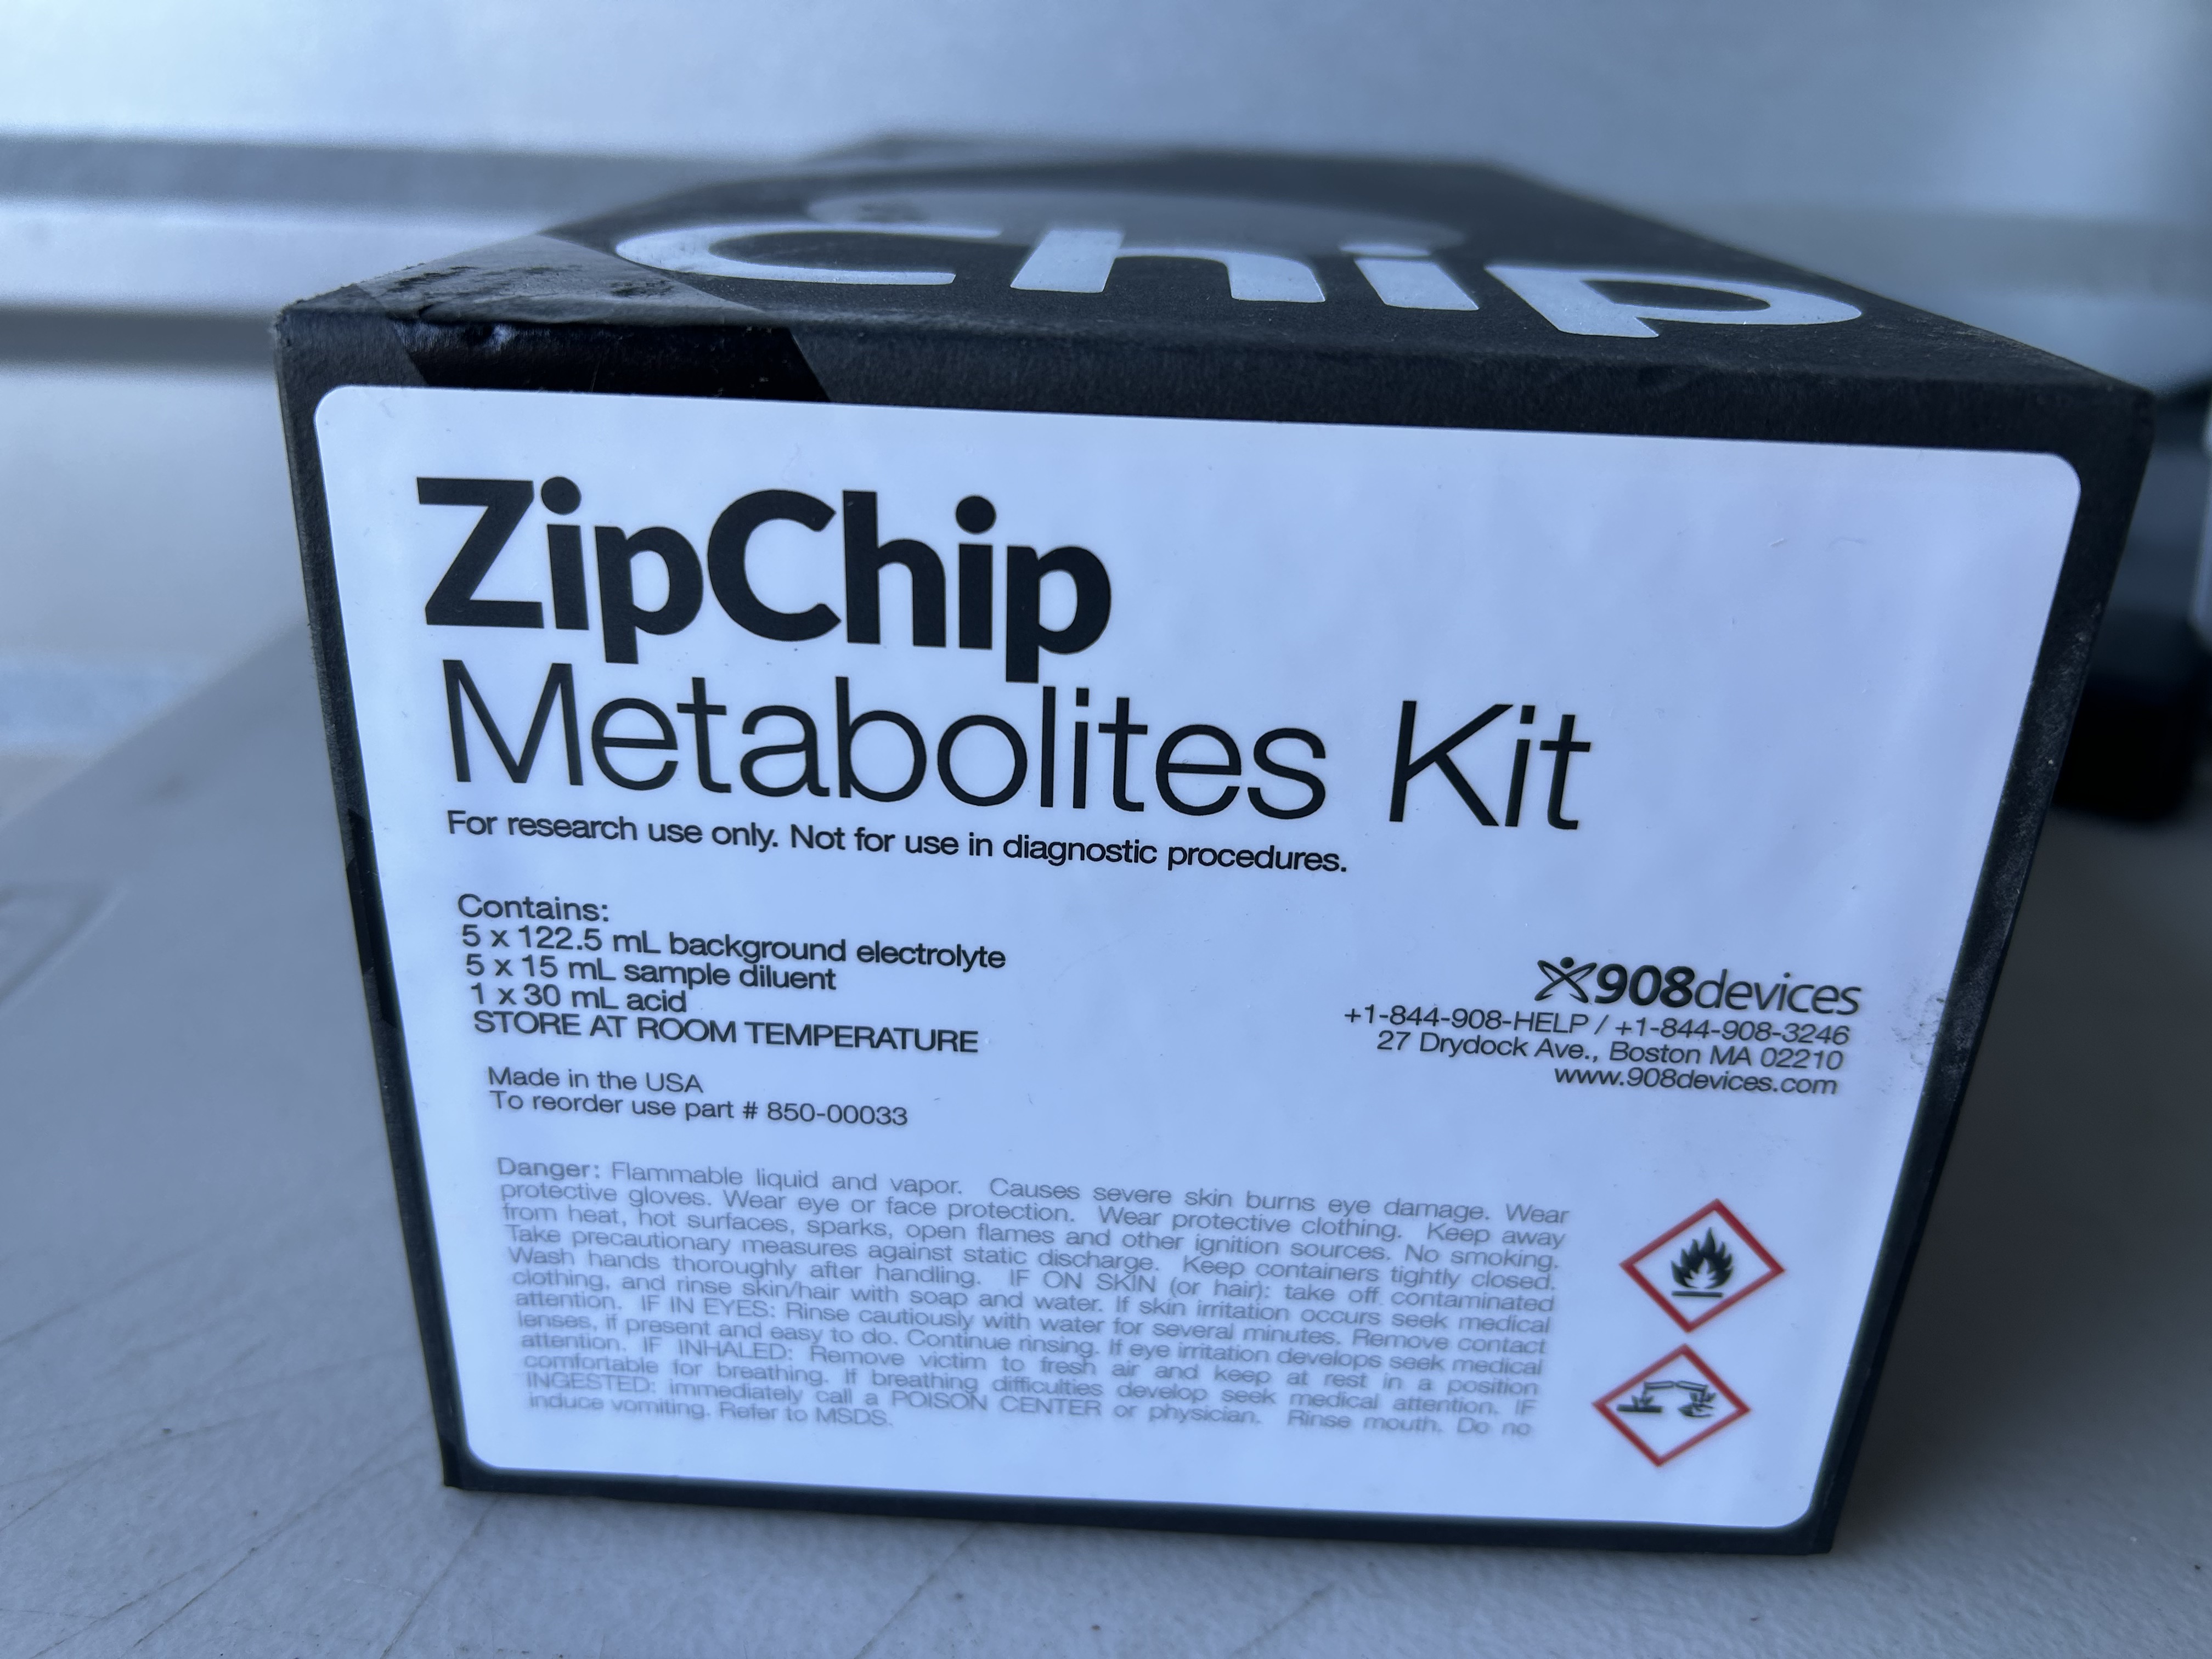 Chip
ZipChip
Metabolites Kit
For research use only. Not for use in diagnostic procedures.
Contains:
5 x 122.5 mL background electrolyte
5 x 15 mL sample diluent
1 x 30 mL acid
STORE AT ROOM TEMPERATURE
Made in the USA
To reorder use part # 850-00033
908devices
+1-844-908-HELP / +1-844-908-3246
27 Drydock Ave., Boston MA 02210
www.908devices.com
Danger: Flammable liquid and vapor. Causes severe skin burns eye damage. Wear
protective gloves. Wear eye or face protection. Wear protective clothing. Keep away
from heat, hot surfaces, sparks, open flames and other ignition sources. No smoking.
Take precautionary measures against static discharge. Keep containers tightly closed.
Wash hands thoroughly after handling. IF ON SKIN (or hair): take off contaminated
clothing, and rinse skin/hair with soap and water. If skin irritation occurs seek medical
attention. IF IN EYES: Rinse cautiously with water for several minutes. Remove contact
lenses, if present and easy to do. Continue rinsing. If eye irritation develops seek medical
attention. IF INHALED: Remove victim to fresh air and keep at rest in a position
comfortable for breathing. If breathing difficulties develop seek medical attention. IF
INGESTED: immediately call a POISON CENTER or physician. Rinse mouth. Do no
induce vomiting. Refer to MSDS.